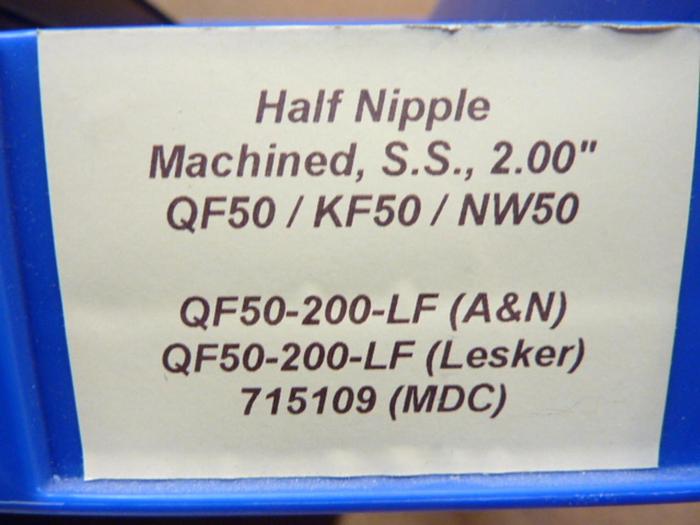 Half Nipple
Machined, S.S., 2.00"
QF50 / KF50 / NW50
QF50-200-LF (A&N)
QF50-200-LF (Lesker)
715109 (MDC)